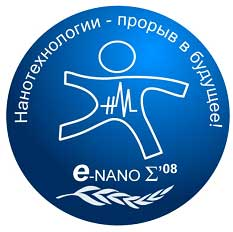 Нанотехнологии - прорыв в будущее!
e-NANO Σ'08